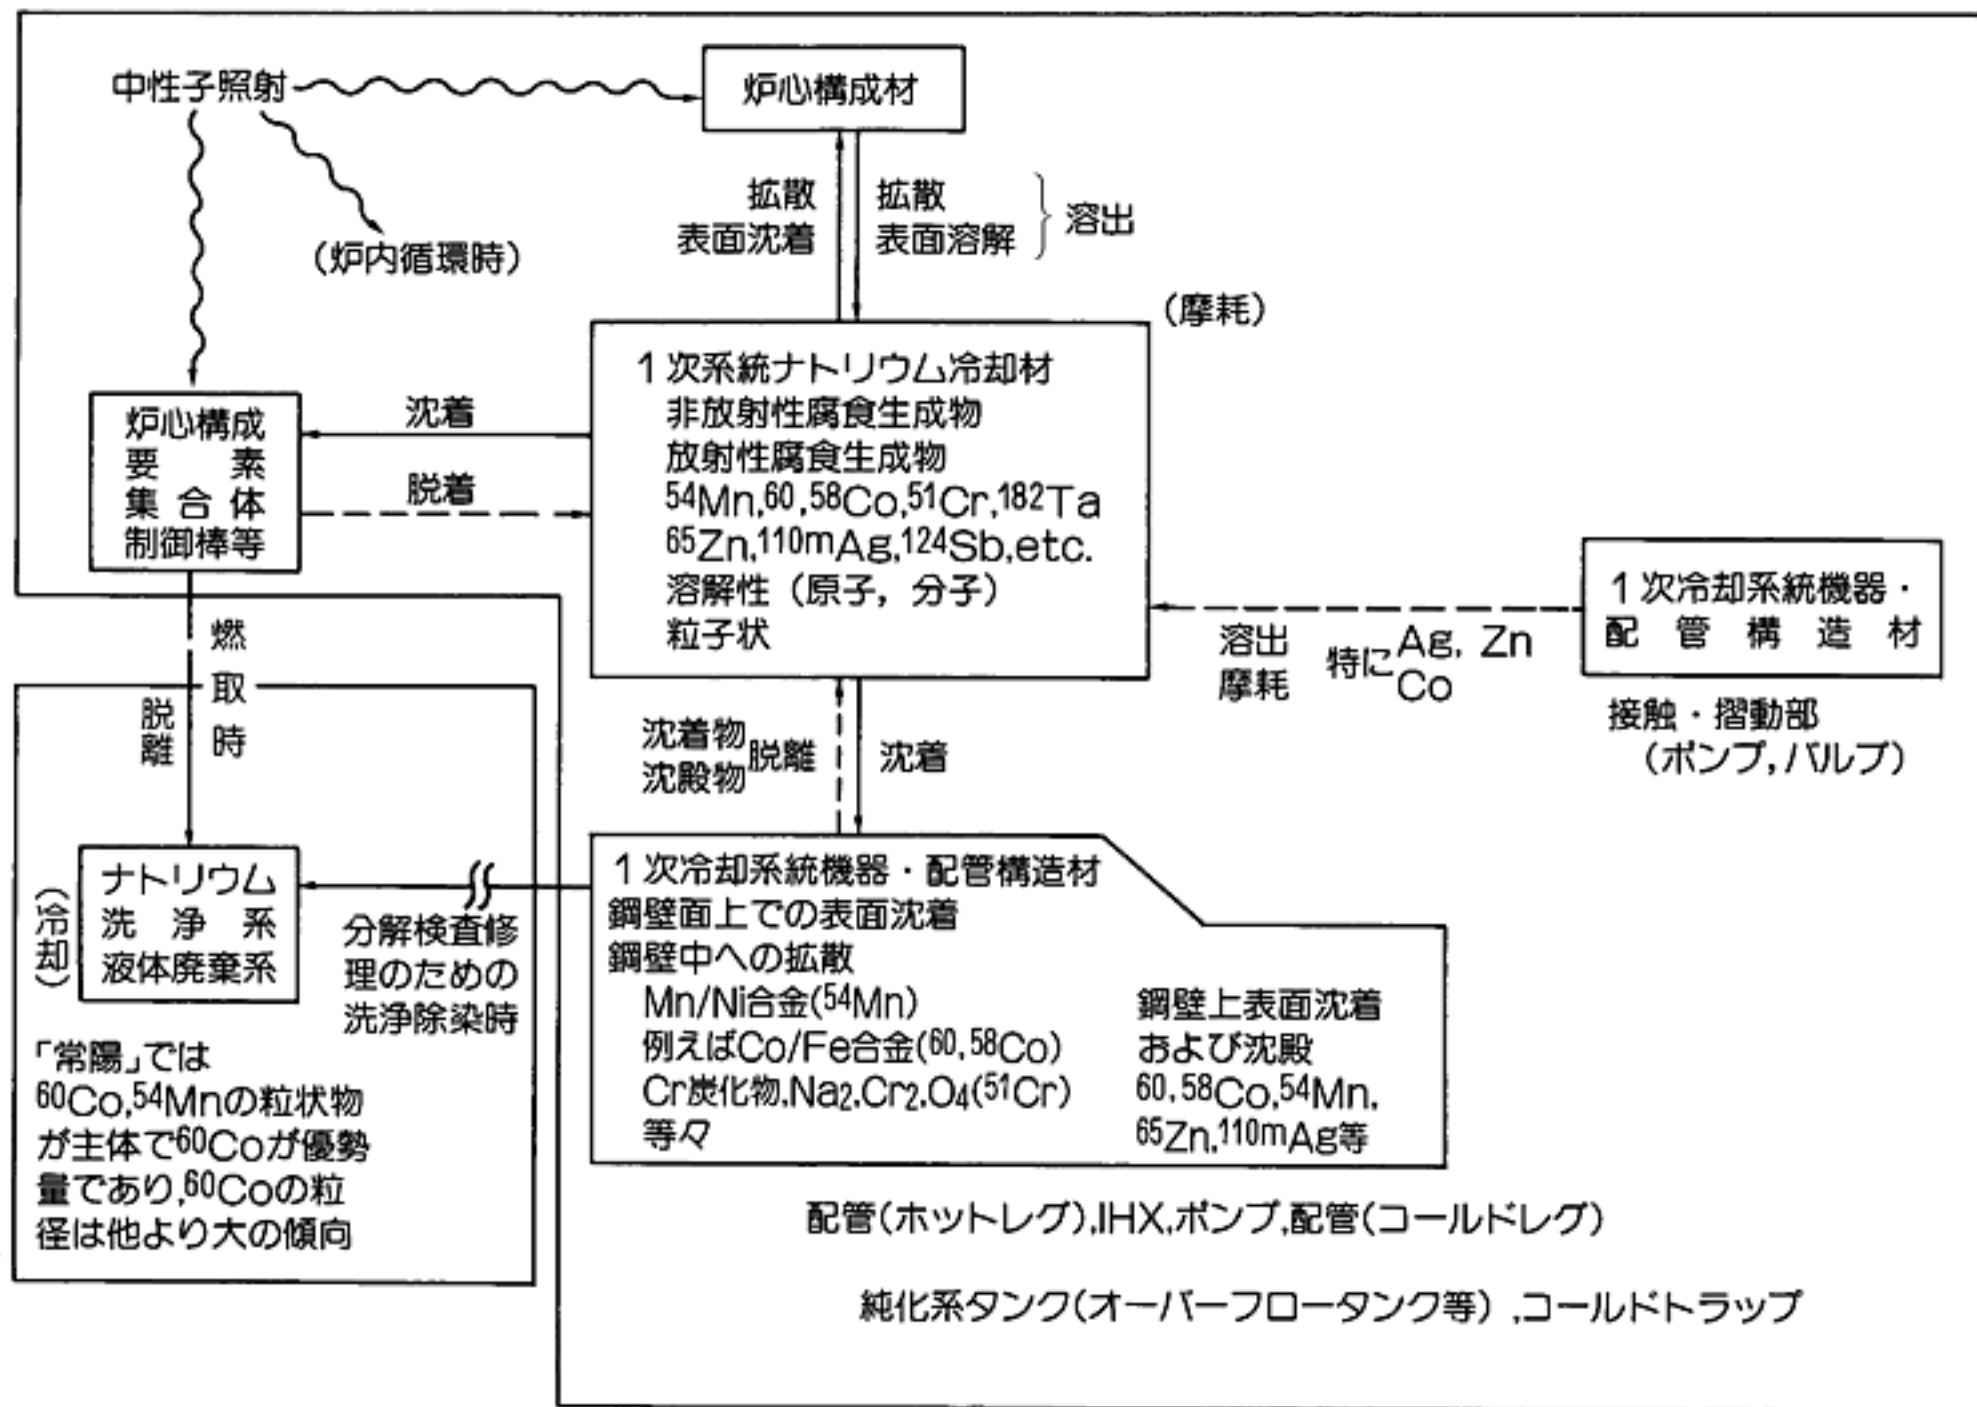 中性子照射
炉心構成材
拡散
表面沈着
拡散
表面溶解
溶出
(炉内循環時)
(摩耗)
1次系統ナトリウム冷却材
非放射性腐食生成物
放射性腐食生成物
54Mn,60,58Co,51Cr,182Ta
65Zn,110mAg,124Sb,etc.
溶解性（原子，分子）
粒子状
沈着
脱着
炉心構成
要素
集合体
制御棒等
1次冷却系統機器・
配管構造材
溶出
摩耗
特に
Ag, Zn
Co
接触・摺動部
(ポンプ,バルブ)
燃取時
脱離
沈着物
沈殿物
脱離
沈着
(冷却)
ナトリウム
洗浄系
液体廃棄系
分解検査修
理のための
洗浄除染時
1次冷却系統機器・配管構造材
鋼壁面上での表面沈着
鋼壁中への拡散
Mn/Ni合金(54Mn)
例えばCo/Fe合金(60,58Co)
Cr炭化物,Na2,Cr2,O4(51Cr)
等々
鋼壁上表面沈着
および沈殿
60,58Co,54Mn,
65Zn,110mAg等
「常陽」では
60Co,54Mnの粒状物
が主体で60Coが優勢
量であり,60Coの粒
径は他より大の傾向
配管(ホットレグ),IHX,ポンプ,配管(コールドレグ)
純化系タンク(オーバーフロータンク等),コールドトラップ